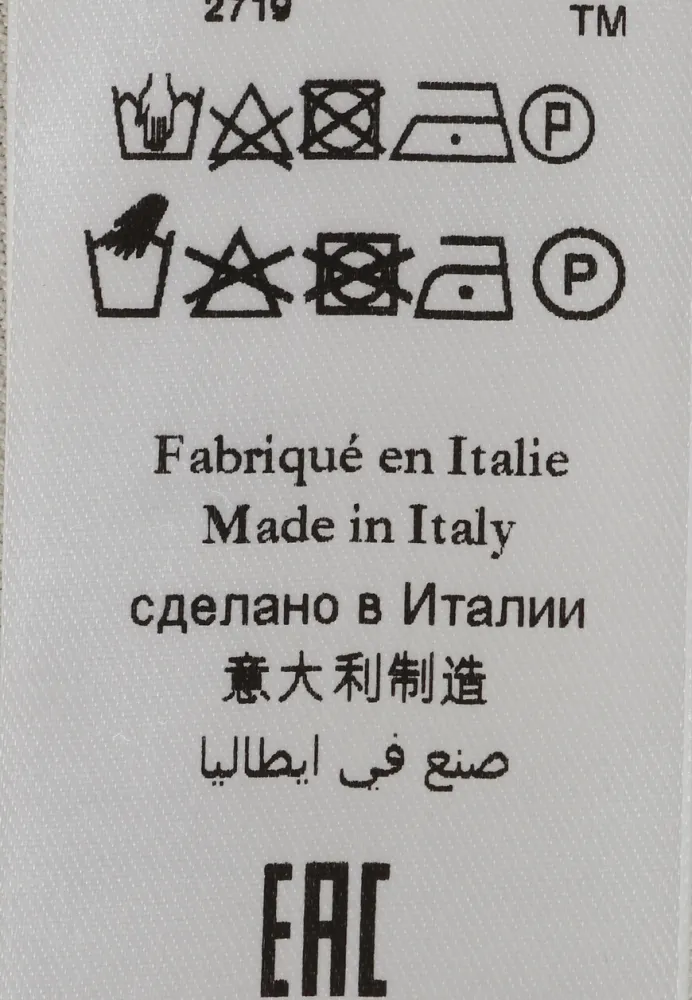 2719
TM
P
P
Fabriqué en Italie
Made in Italy
сделано в Италии
意大利制造
صنع في ايطاليا
EAC